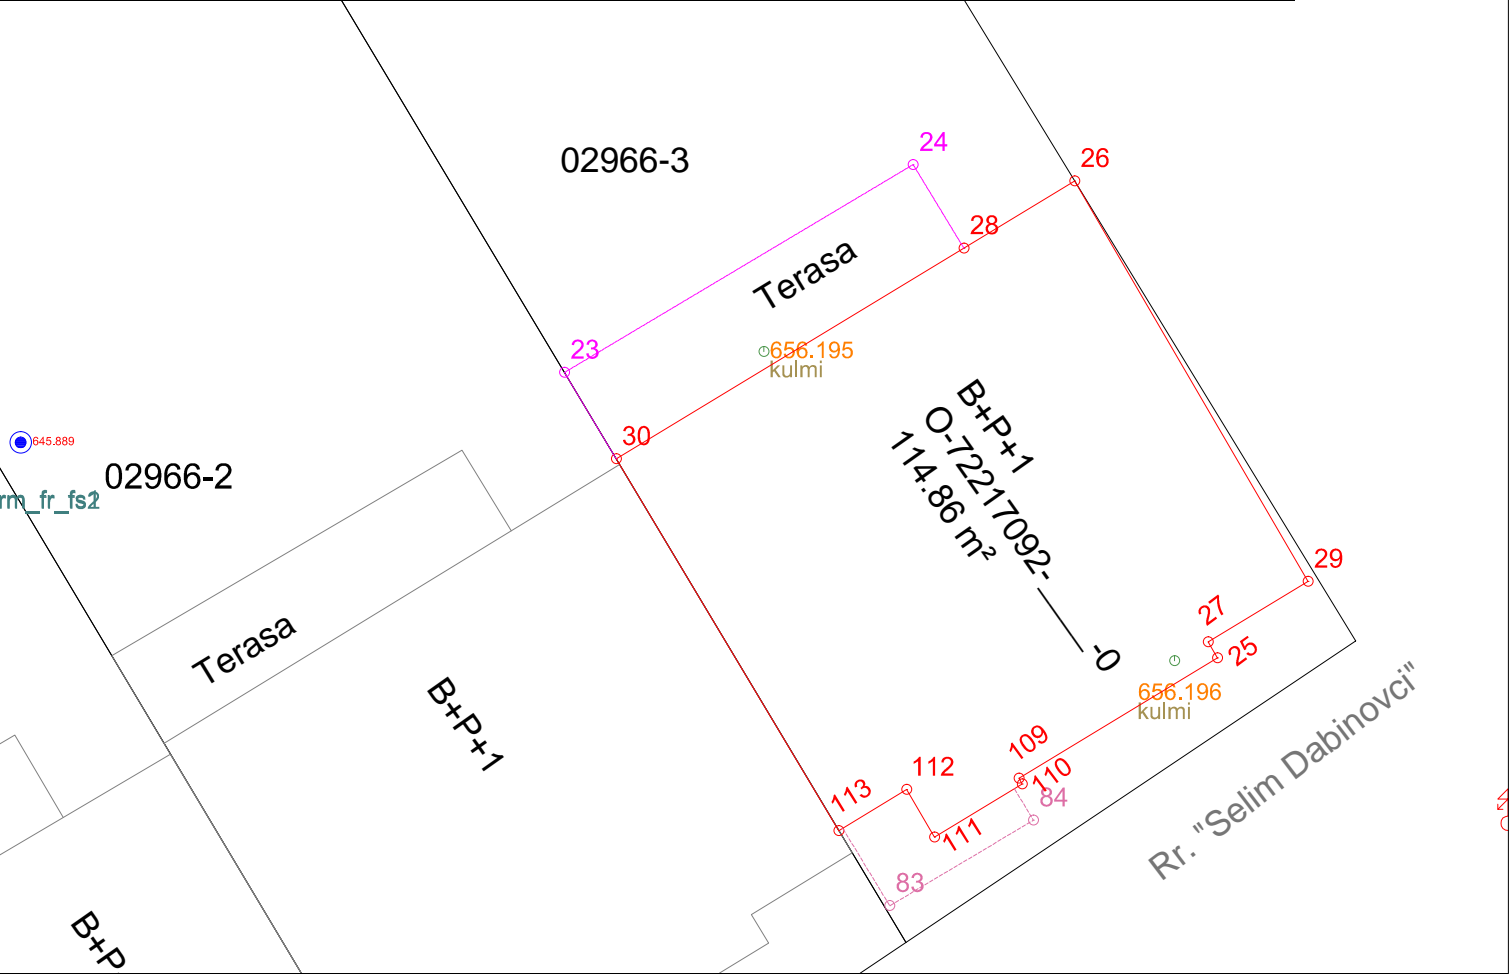 24
26
02966-3
28
Terasa
23
656.195
kulmi
30
B+P+1
O-72217092-
114.86 m²
-0
645.889
02966-2
29
27
25
Terasa
656.196
kulmi
B+P+1
109
110
112
113
84
111
83
Rr. "Selim Dabinovci"
B+P